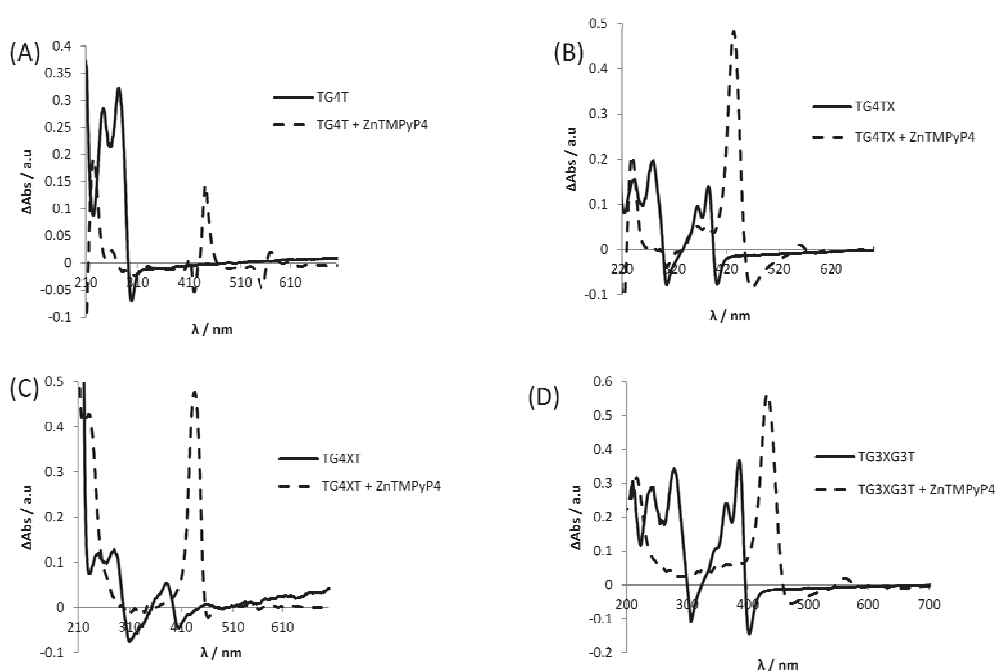 (A)
0.4
0.35
0.3
0.25
0.2
0.15
0.1
0.05
0
-0.05
-0.1
ΔAbs / a.u
TG4T
TG4T + ZnTMPyP4
210 310 410 510 610
λ / nm
(B)
0.5
0.4
0.3
0.2
0.1
0
-0.1
ΔAbs / a.u
TG4TX
TG4TX + ZnTMPyP4
220 320 420 520 620
λ / nm
(C)
0.5
0.4
0.3
0.2
0.1
0
-0.1
ΔAbs / a.u
TG4XT
TG4XT + ZnTMPyP4
210 310 410 510 610
λ / nm
(D)
0.6
0.5
0.4
0.3
0.2
0.1
0
-0.1
-0.2
ΔAbs / a.u
TG3XG3T
TG3XG3T + ZnTMPyP4
200 300 400 500 600 700
λ / nm